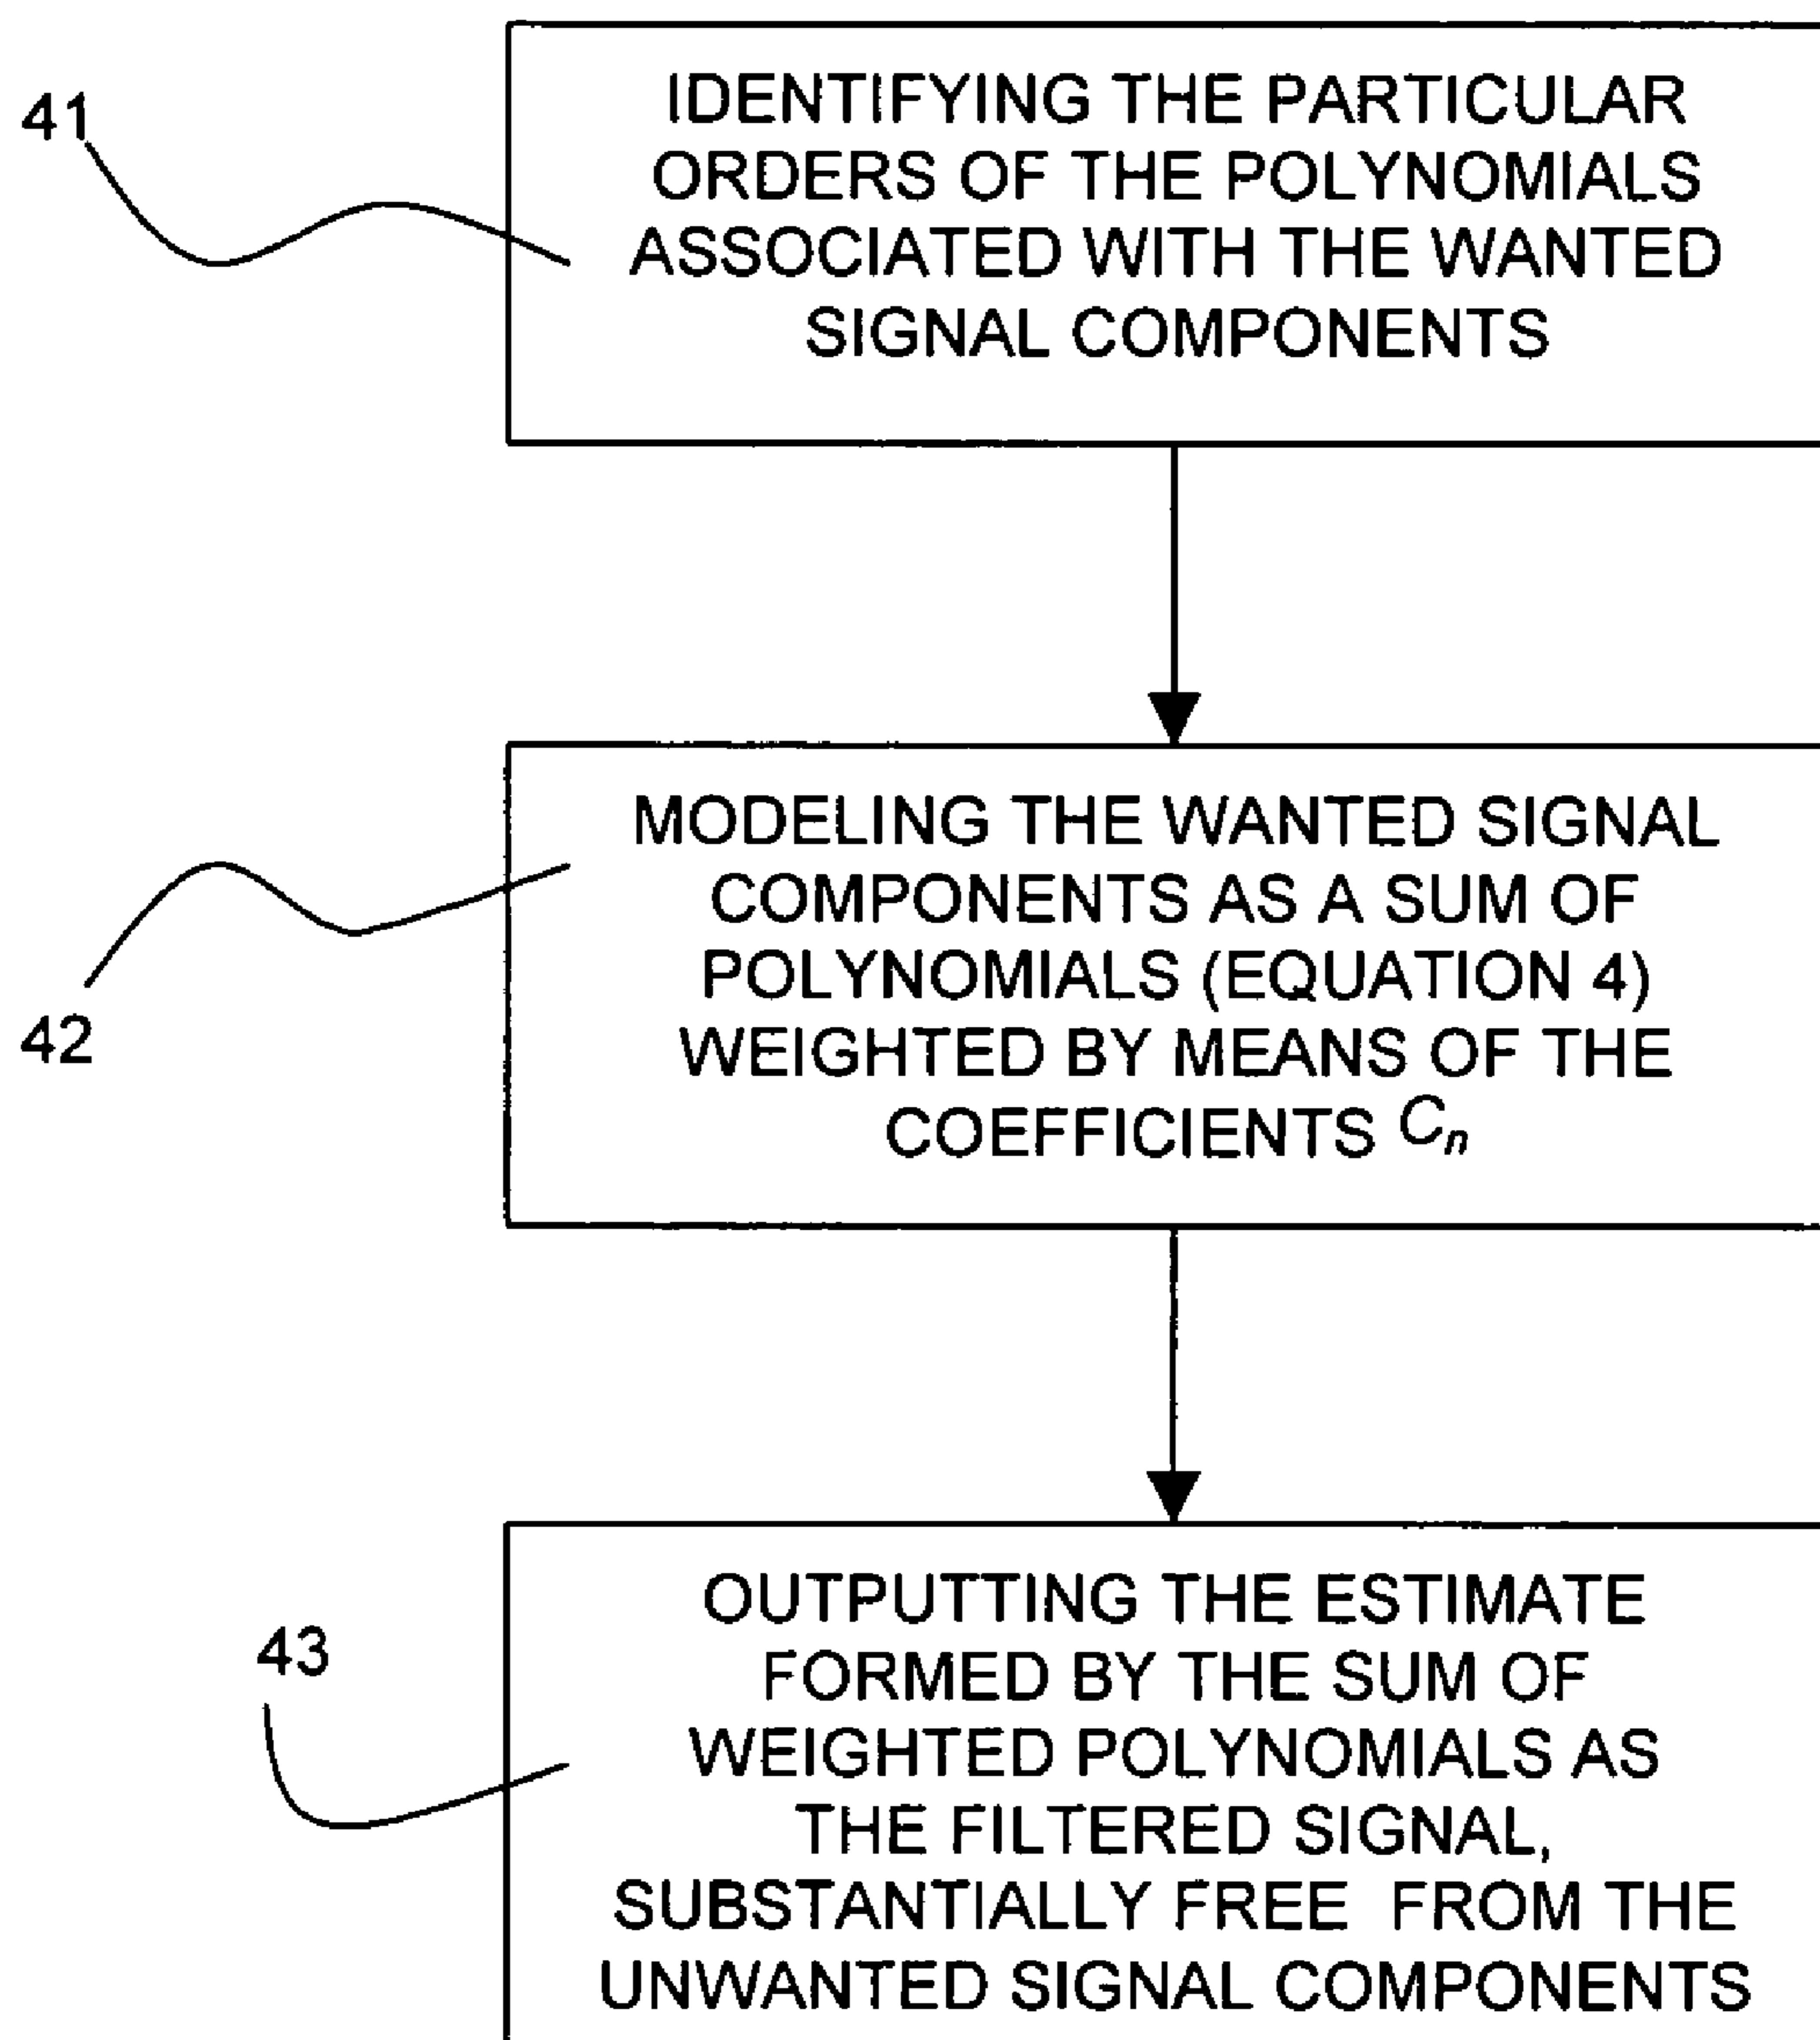 41
IDENTIFYING THE PARTICULAR
ORDERS OF THE POLYNOMIALS
ASSOCIATED WITH THE WANTED
SIGNAL COMPONENTS
42
MODELING THE WANTED SIGNAL
COMPONENTS AS A SUM OF
POLYNOMIALS (EQUATION 4)
WEIGHTED BY MEANS OF THE
COEFFICIENTS Cₙ
43
OUTPUTTING THE ESTIMATE
FORMED BY THE SUM OF
WEIGHTED POLYNOMIALS AS
THE FILTERED SIGNAL,
SUBSTANTIALLY FREE FROM THE
UNWANTED SIGNAL COMPONENTS